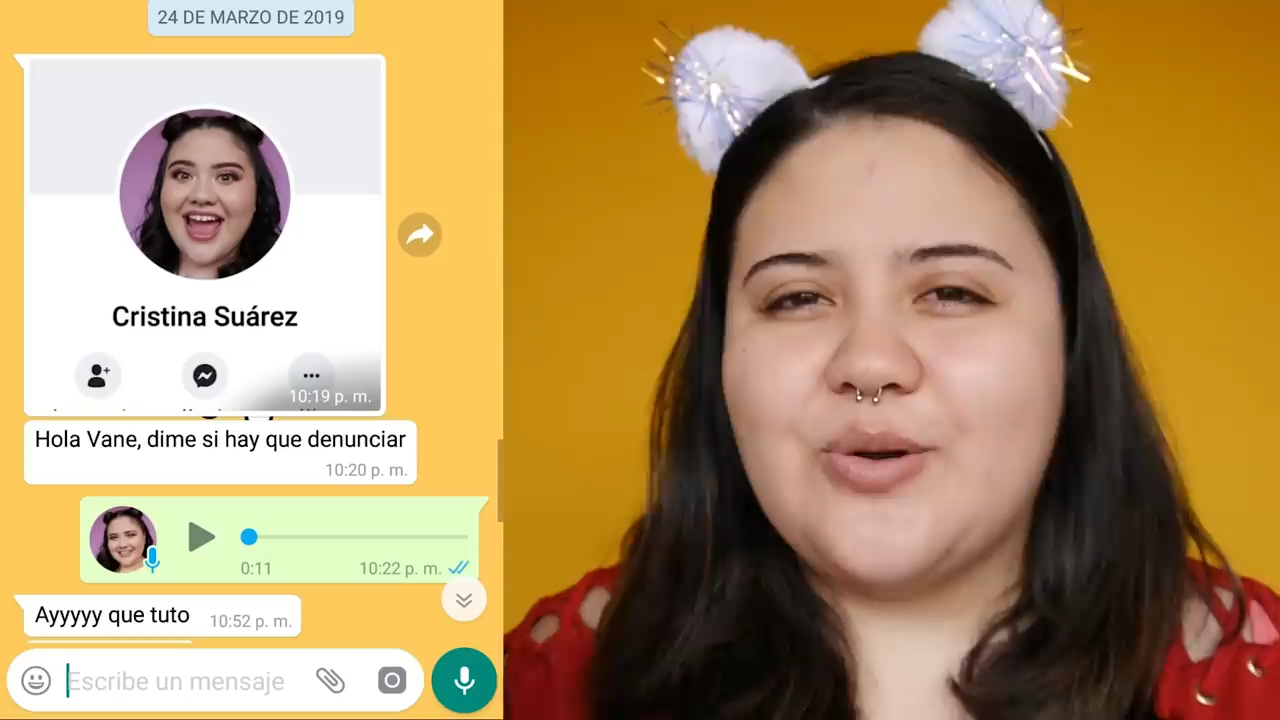 24 DE MARZO DE 2019
Cristina Suárez
10:19 p. m.
Hola Vane, dime si hay que denunciar
10:20 p. m.
0:11
10:22 p. m.
Ayyyyy que tuto
10:52 p. m.
Escribe un mensaje